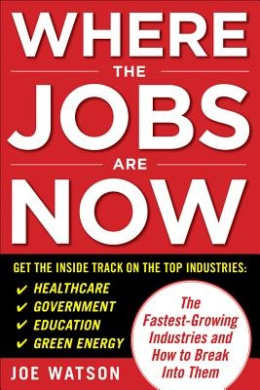 WHERE
THE
JOBS
ARE
NOW
GET THE INSIDE TRACK ON THE TOP INDUSTRIES:
✓ HEALTHCARE
✓ GOVERNMENT
✓ EDUCATION
✓ GREEN ENERGY
The
Fastest-Growing
Industries and
How to Break
Into Them
JOE WATSON